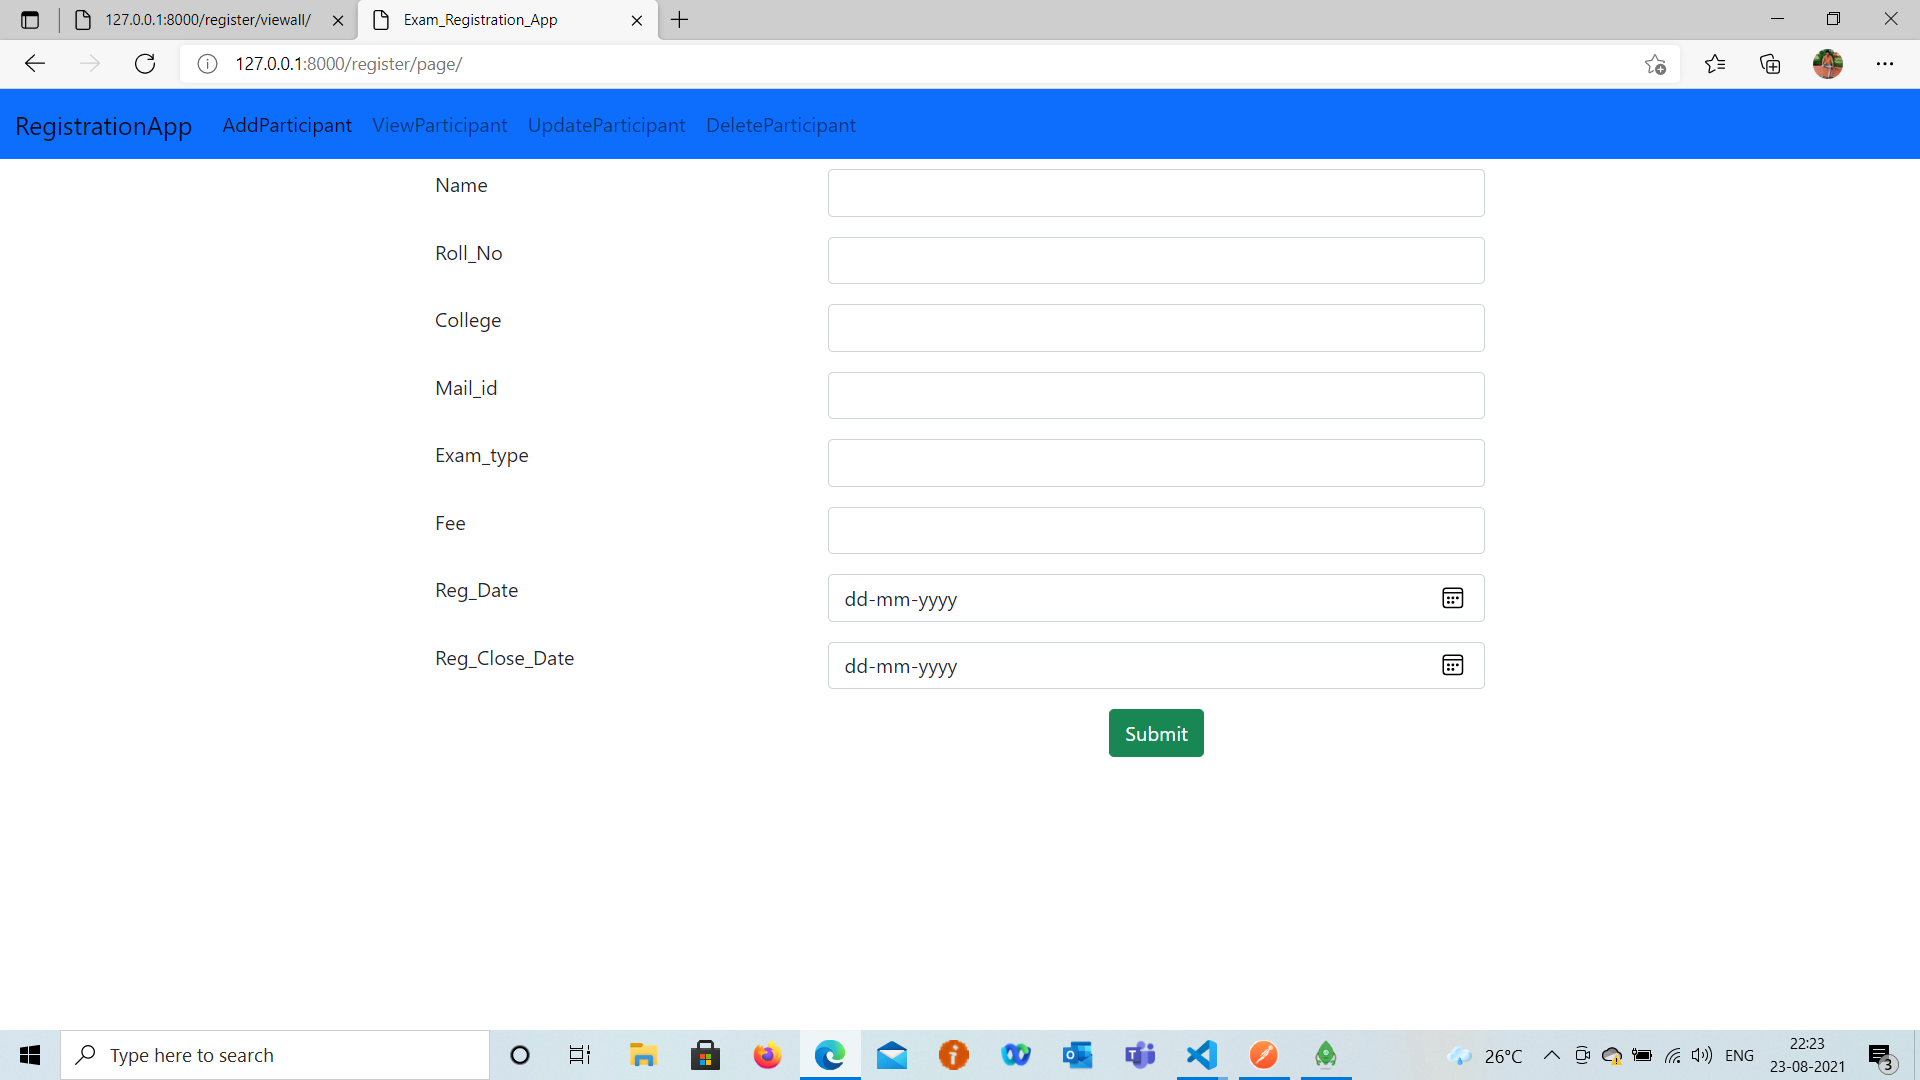 127.0.0.1:8000/register/viewall/
Exam_Registration_App
127.0.0.1:8000/register/page/
RegistrationApp AddParticipant ViewParticipant UpdateParticipant DeleteParticipant
Name
Roll_No
College
Mail_id
Exam_type
Fee
Reg_Date dd-mm-yyyy
Reg_Close_Date dd-mm-yyyy
Submit
Type here to search
26°C
ENG
22:23
23-08-2021
3